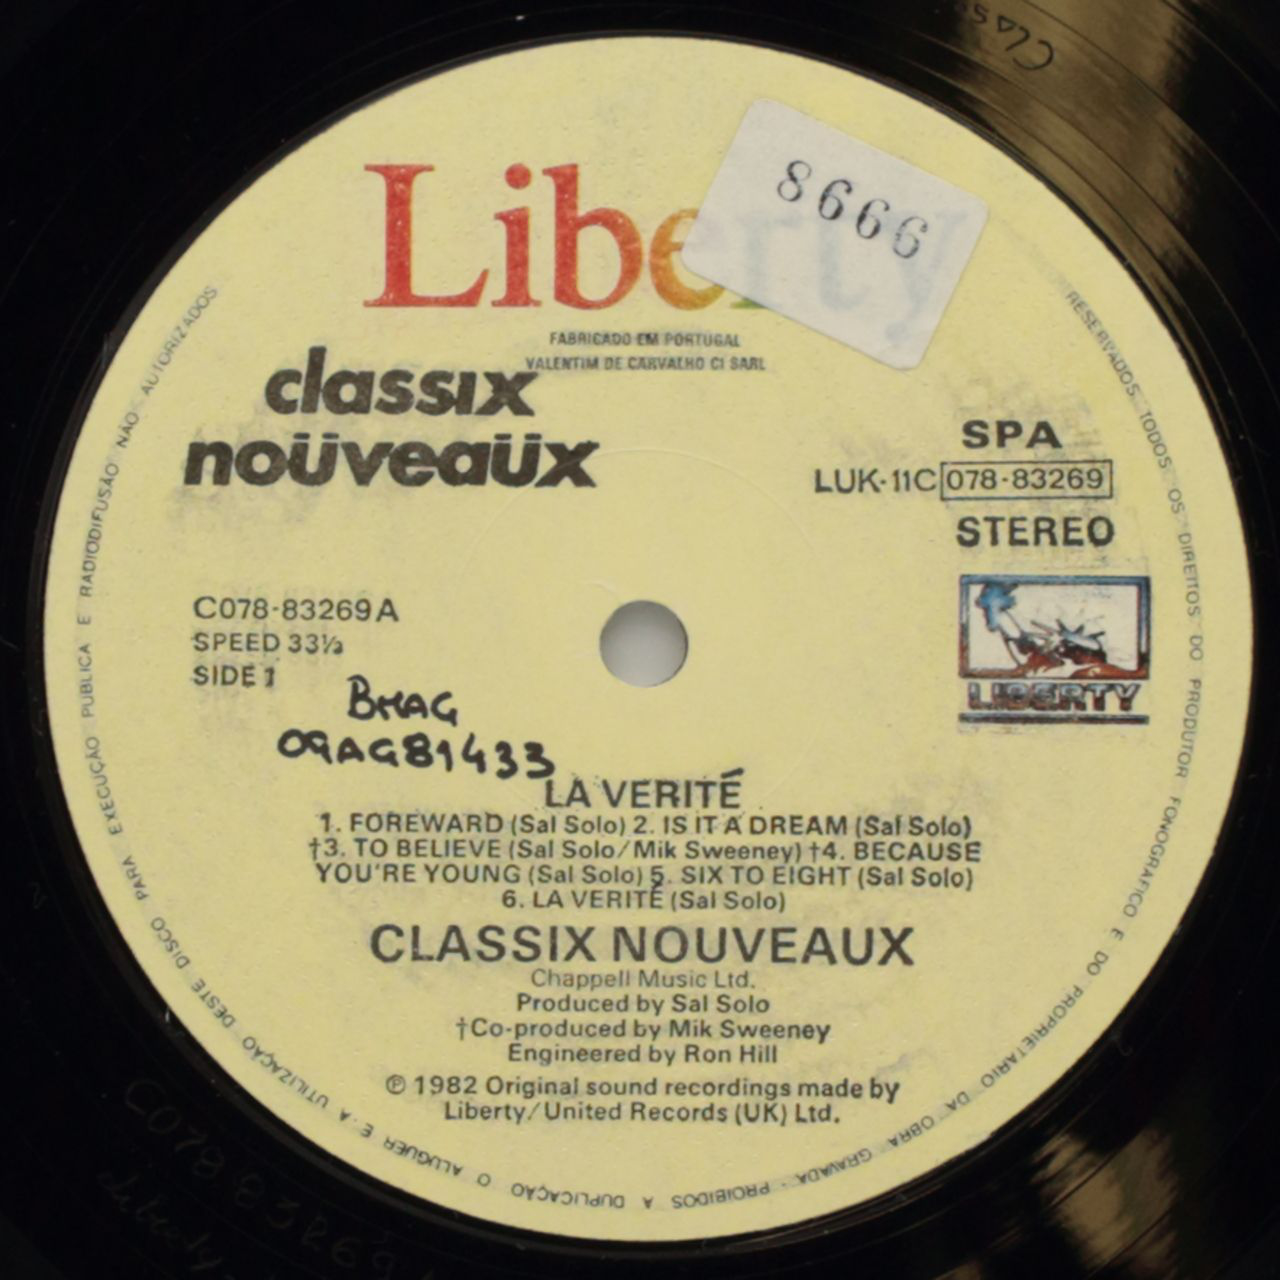 Liberty
8666
FABRICADO EM PORTUGAL
VALENTIM DE CARVALHO CI SARL
classix
noüveaüx
SPA
LUK-11C 078-83269
STEREO
C078-83269A
SPEED 33⅓
SIDE 1
LIBERTY
BMAG
09AG81433
LA VERITÉ
1. FOREWARD (Sal Solo) 2. IS IT A DREAM (Sal Solo)
†3. TO BELIEVE (Sal Solo/Mik Sweeney) †4. BECAUSE
YOU'RE YOUNG (Sal Solo) 5. SIX TO EIGHT (Sal Solo)
6. LA VERITÉ (Sal Solo)
CLASSIX NOUVEAUX
Chappell Music Ltd.
Produced by Sal Solo
†Co-produced by Mik Sweeney
Engineered by Ron Hill
℗ 1982 Original sound recordings made by
Liberty/United Records (UK) Ltd.
RESERVADOS TODOS OS DIREITOS DO PRODUTOR FONOGRAFICO E DO PROPRIETARIO DA OBRA GRAVADA - PROIBIDOS A DUPLICAÇÃO O ALUGUER E A UTILIZAÇÃO DESTE DISCO PARA EXECUÇÃO PUBLICA E RADIODIFUSÃO NÃO AUTORIZADOS
C078 83269